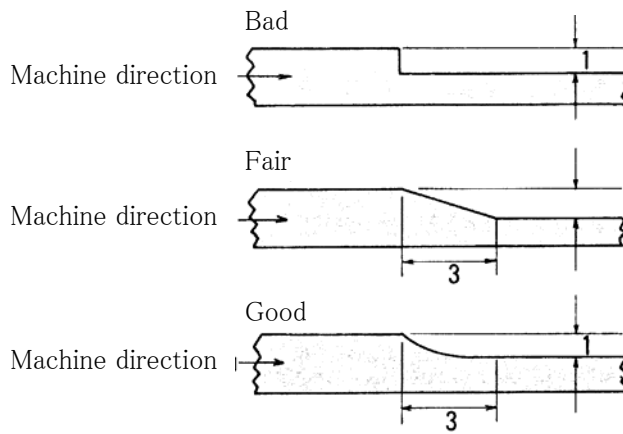 Bad
Machine direction
1
Fair
Machine direction
3
Good
Machine direction
1
3